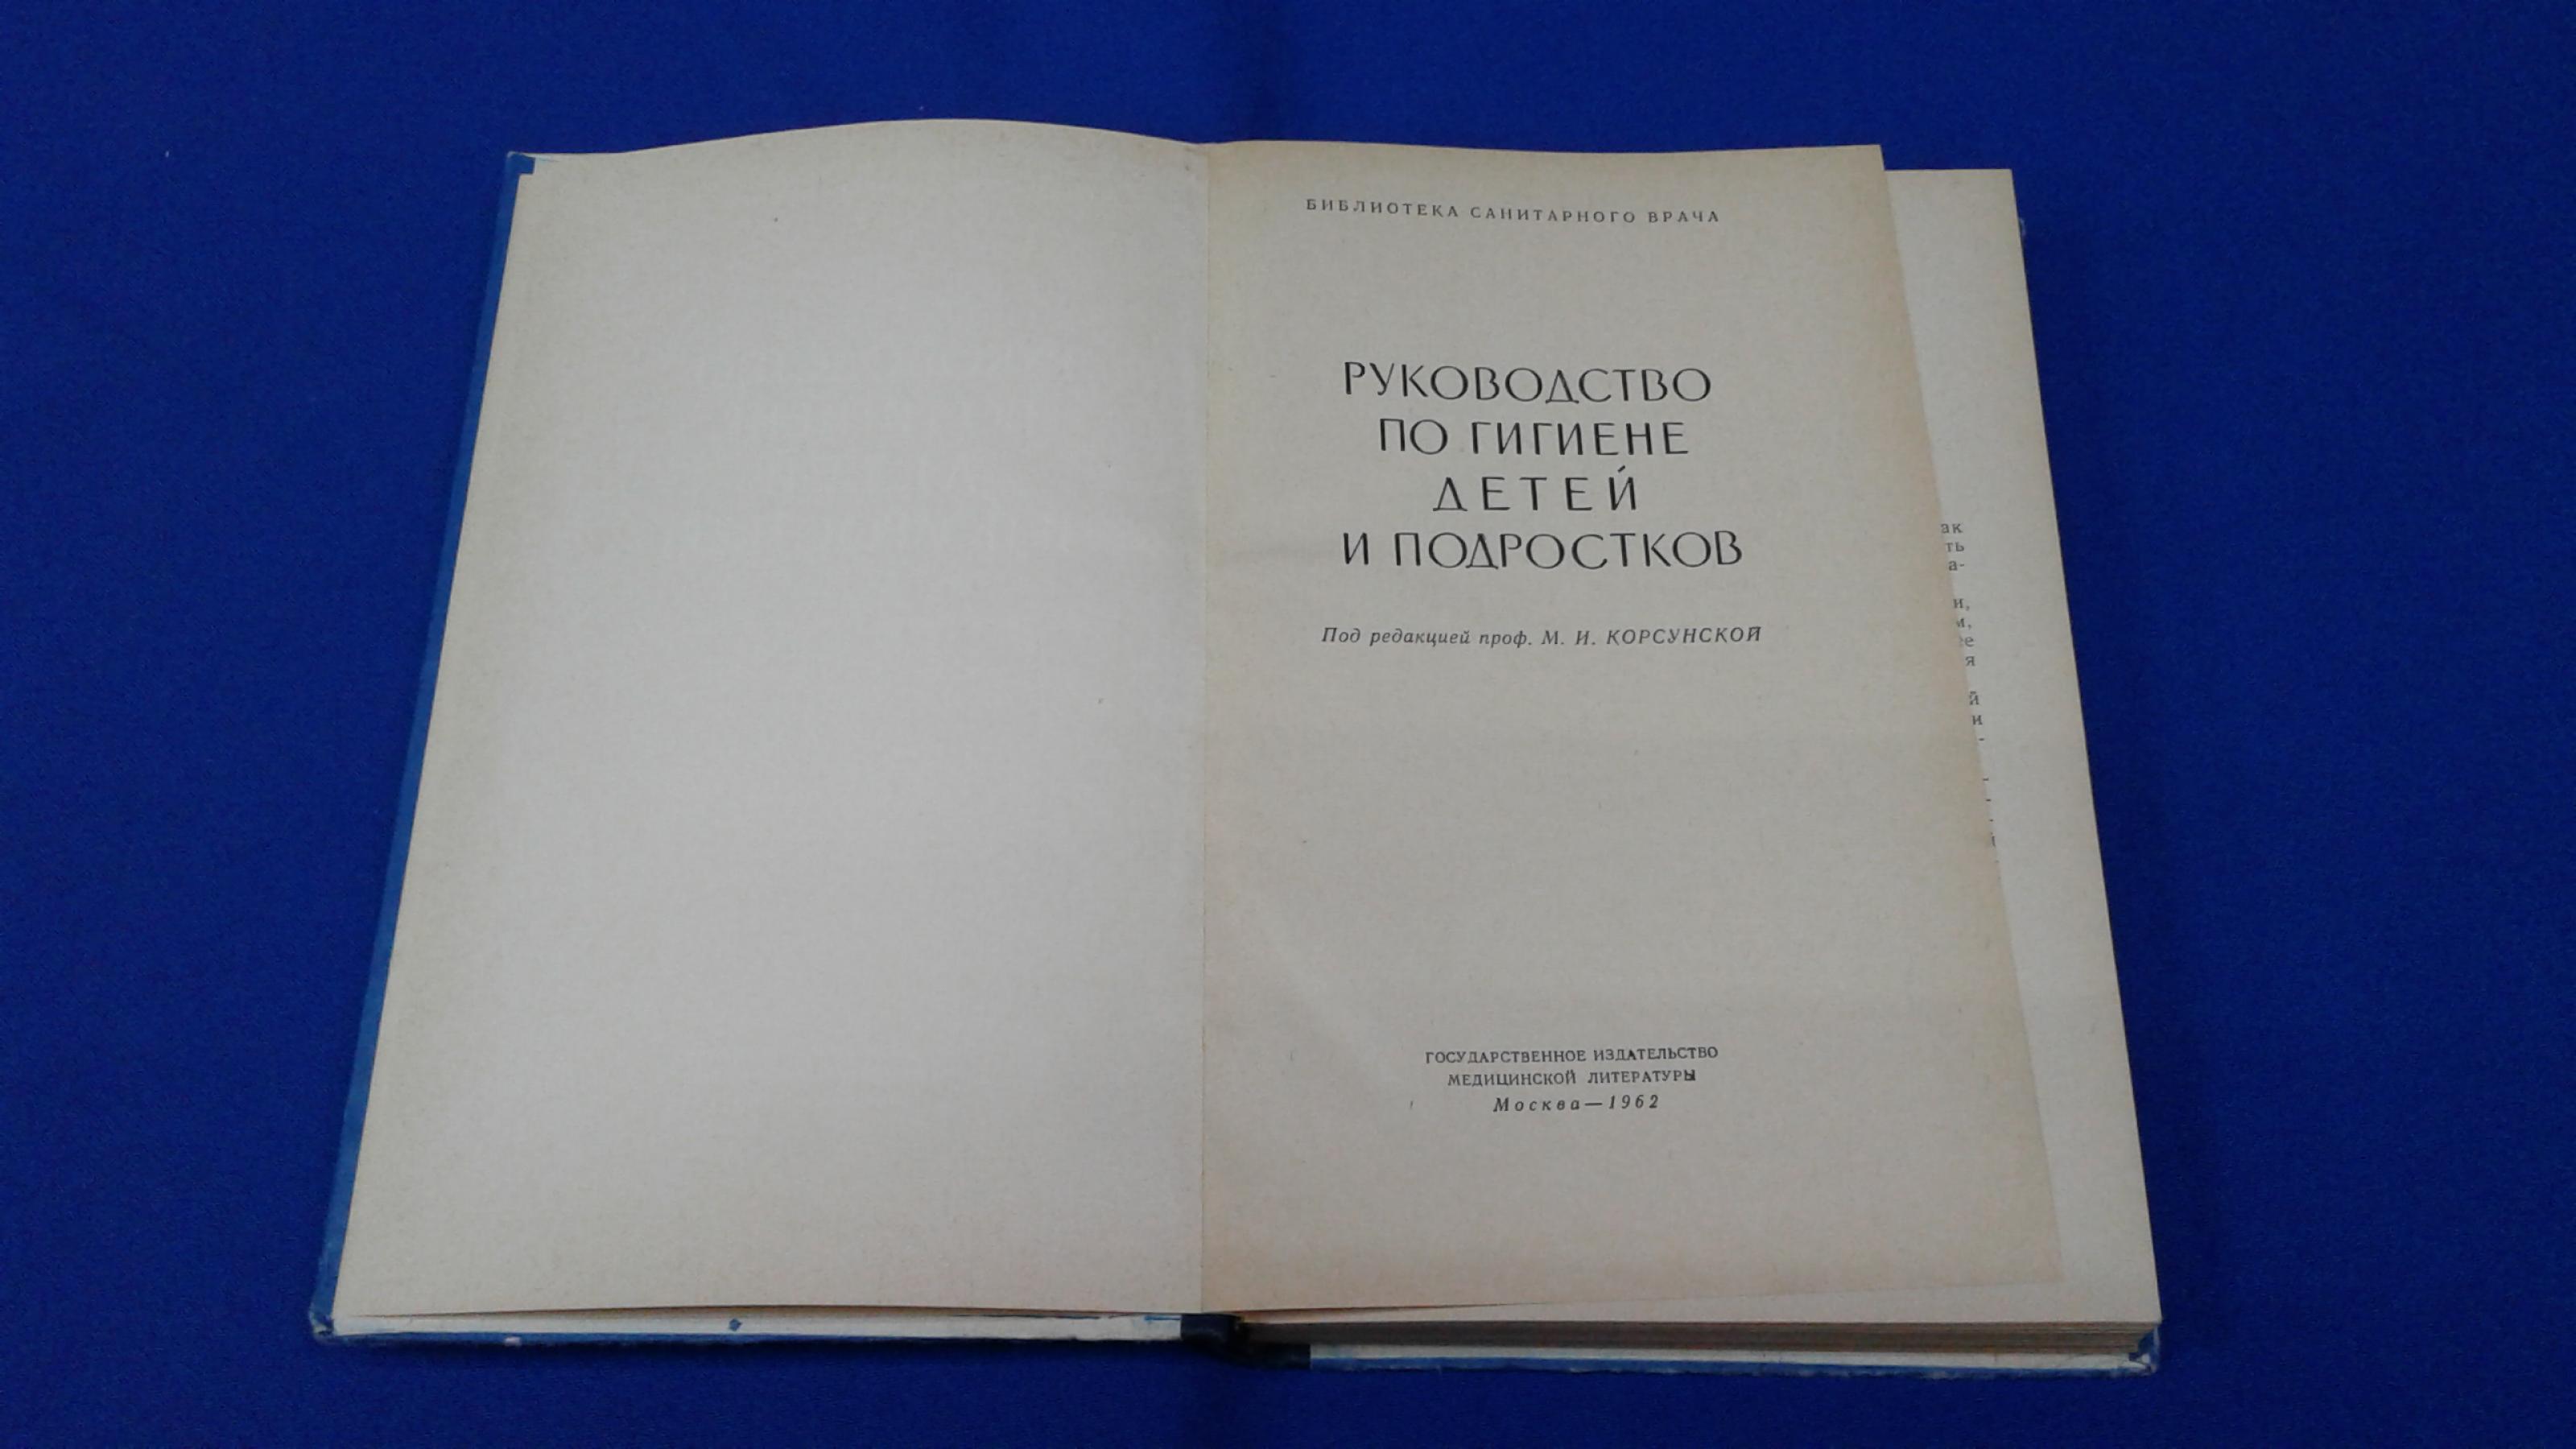 БИБЛИОТЕКА САНИТАРНОГО ВРАЧА
РУКОВОДСТВО
ПО ГИГИЕНЕ
ДЕТЕЙ
И ПОДРОСТКОВ
Под редакцией проф. М. И. КОРСУНСКОЙ
ГОСУДАРСТВЕННОЕ ИЗДАТЕЛЬСТВО
МЕДИЦИНСКОЙ ЛИТЕРАТУРЫ
Москва—1962